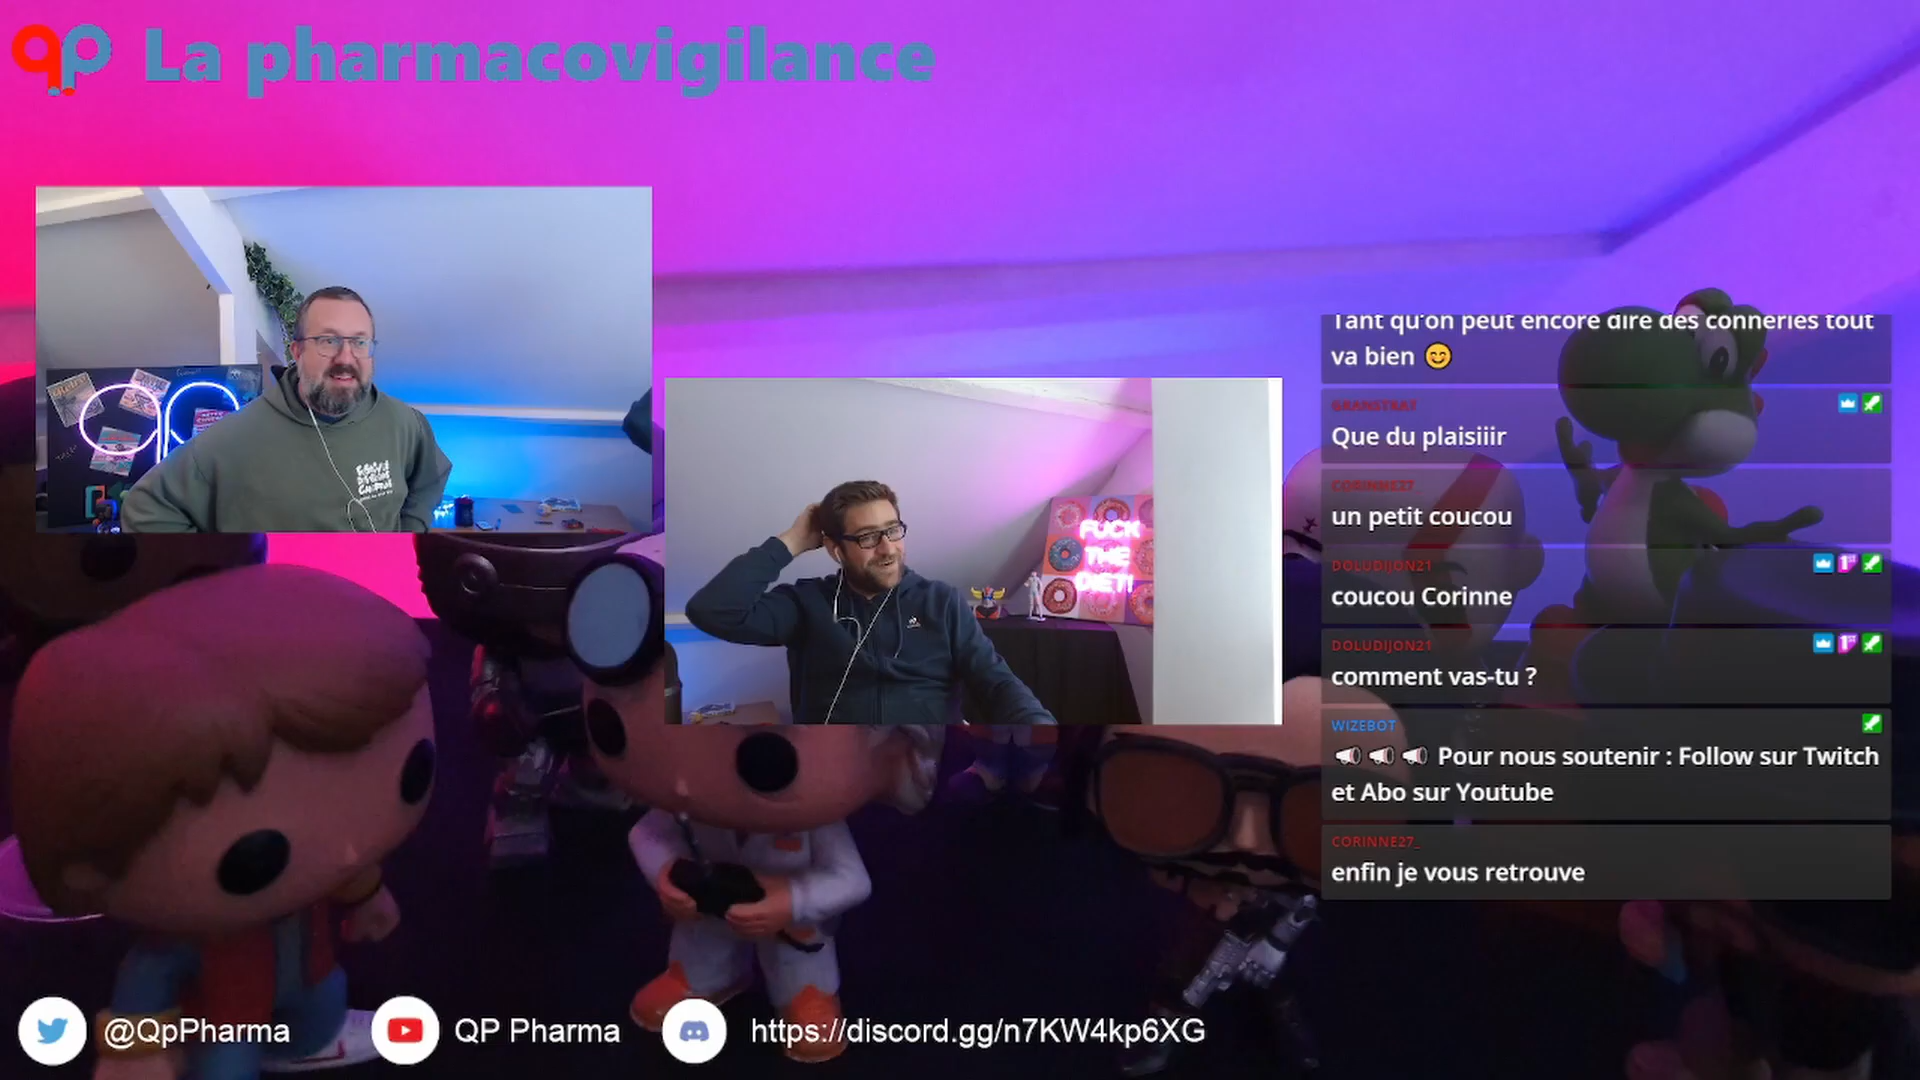 qp La pharmacovigilance
FUCK
THE
DIET!
Tant qu'on peut encore dire des conneries tout
va bien 😊
GRANSTRA7
Que du plaisiiir
CORINNE27_
un petit coucou
DOLUDIJON21
coucou Corinne
DOLUDIJON21
comment vas-tu ?
WIZEBOT
📢 📢 📢 Pour nous soutenir : Follow sur Twitch
et Abo sur Youtube
CORINNE27_
enfin je vous retrouve
@QpPharma
QP Pharma
https://discord.gg/n7KW4kp6XG